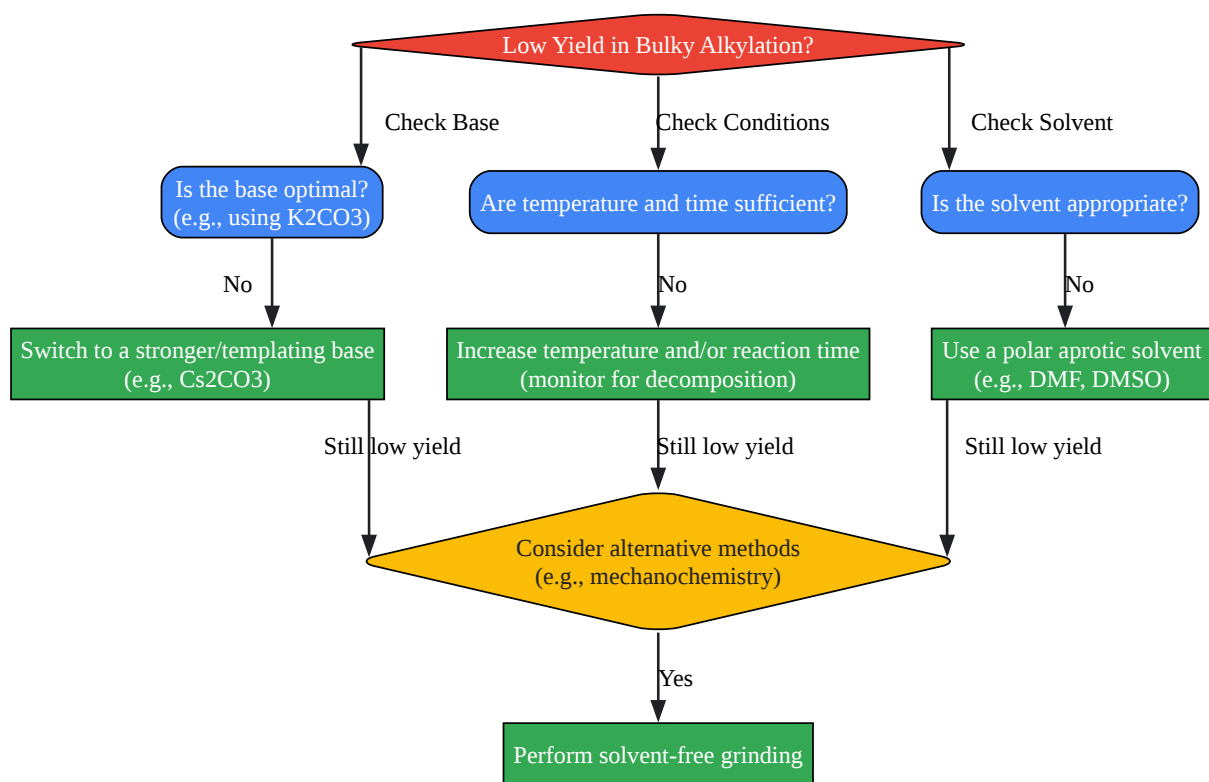 Low Yield in Bulky Alkylation?
Check Base
Check Conditions
Check Solvent
Is the base optimal?
(e.g., using K2CO3)
Are temperature and time sufficient?
Is the solvent appropriate?
No
No
No
Switch to a stronger/templating base
(e.g., Cs2CO3)
Increase temperature and/or reaction time
(monitor for decomposition)
Use a polar aprotic solvent
(e.g., DMF, DMSO)
Still low yield
Still low yield
Still low yield
Consider alternative methods
(e.g., mechanochemistry)
Yes
Perform solvent-free grinding